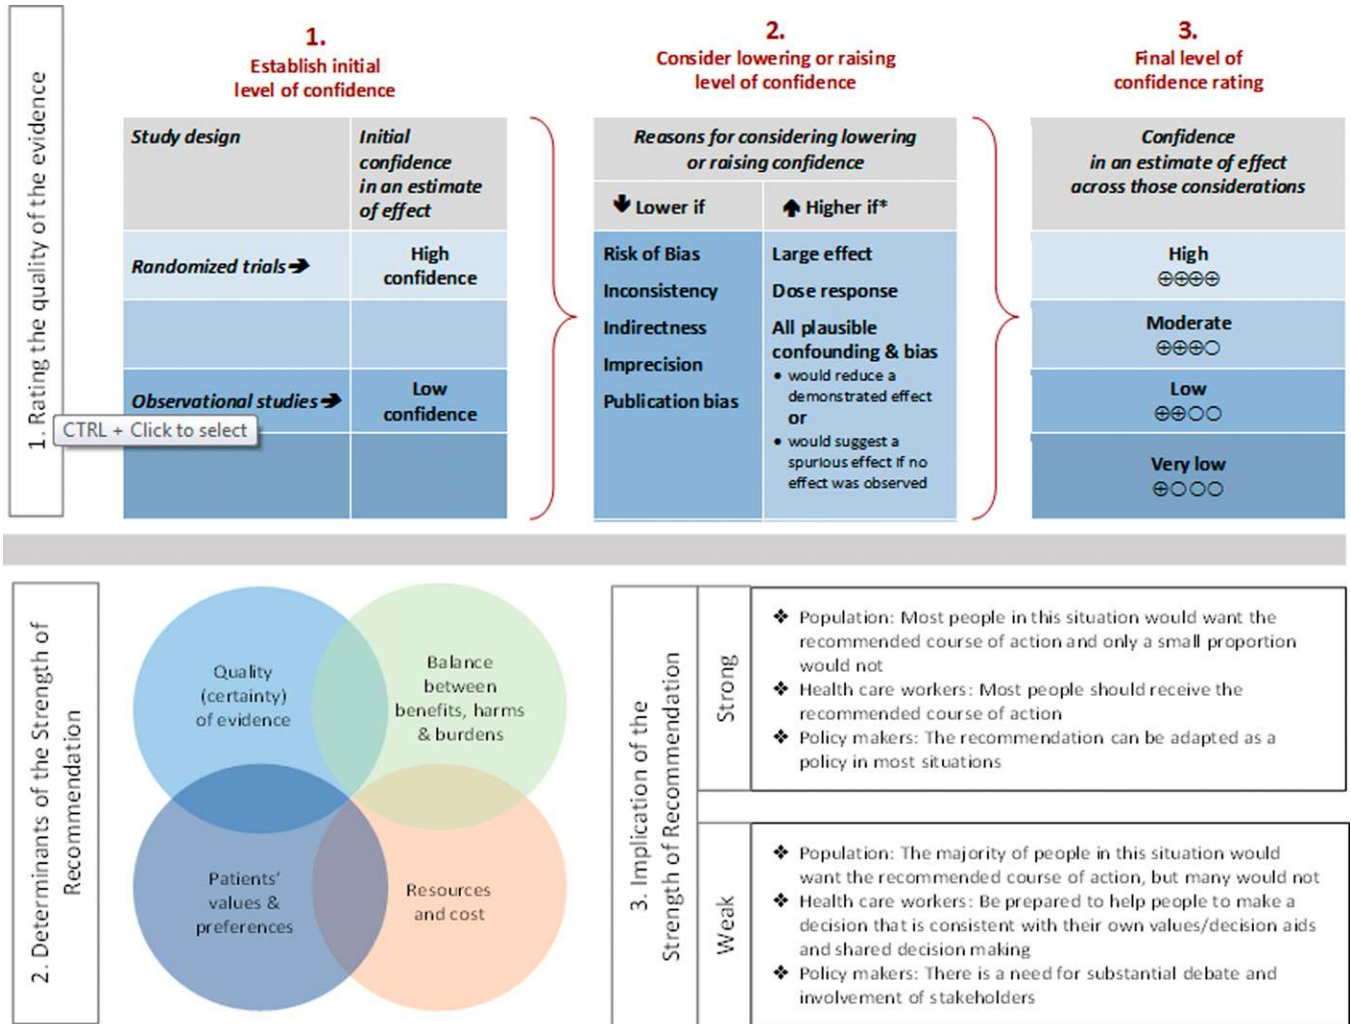 1. Rating the quality of the evidence
1.
Establish initial
level of confidence
2.
Consider lowering or raising
level of confidence
3.
Final level of
confidence rating
Study design
Initial
confidence
in an estimate
of effect
Randomized trials➔
High
confidence
Observational studies➔
Low
confidence
CTRL + Click to select
Reasons for considering lowering
or raising confidence
🡇 Lower if
🡅 Higher if*
Risk of Bias
Inconsistency
Indirectness
Imprecision
Publication bias
Large effect
Dose response
All plausible
confounding & bias
• would reduce a
demonstrated effect
or
• would suggest a
spurious effect if no
effect was observed
Confidence
in an estimate of effect
across those considerations
High
⊕⊕⊕⊕
Moderate
⊕⊕⊕○
Low
⊕⊕○○
Very low
⊕○○○
2. Determinants of the Strength of
Recommendation
Quality
(certainty)
of evidence
Balance
between
benefits, harms
& burdens
Patients'
values &
preferences
Resources
and cost
3. Implication of the
Strength of Recommendation
Strong
❖ Population: Most people in this situation would want the
recommended course of action and only a small proportion
would not
❖ Health care workers: Most people should receive the
recommended course of action
❖ Policy makers: The recommendation can be adapted as a
policy in most situations
Weak
❖ Population: The majority of people in this situation would
want the recommended course of action, but many would not
❖ Health care workers: Be prepared to help people to make a
decision that is consistent with their own values/decision aids
and shared decision making
❖ Policy makers: There is a need for substantial debate and
involvement of stakeholders